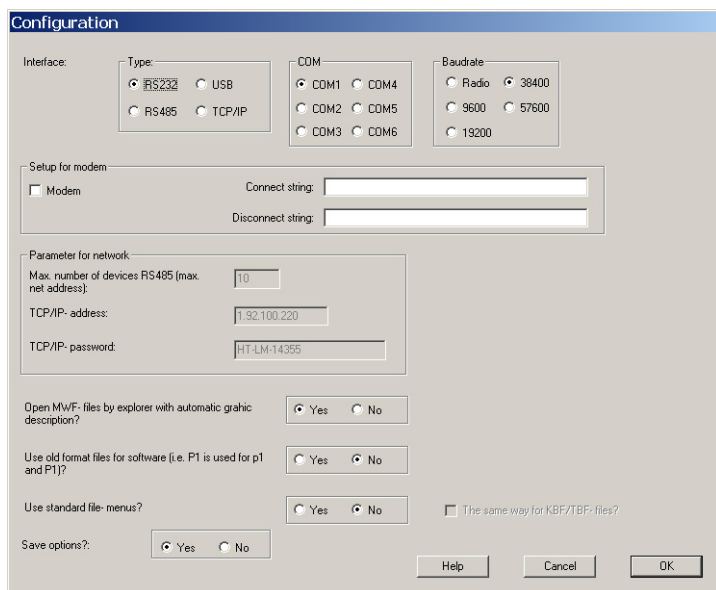 Configuration
Interface:
Type:
RS232 USB
RS485 TCP/IP
COM
COM1 COM4
COM2 COM5
COM3 COM6
Baudrate
Radio 38400
9600 57600
19200
Setup for modem
Modem
Connect string:
Disconnect string:
Parameter for network
Max. number of devices RS485 (max.
net address):
10
TCP/IP- address:
1.92.100.220
TCP/IP- password:
HT-LM-14355
Open MWF- files by explorer with automatic grahic
description?
Yes No
Use old format files for software (i.e. P1 is used for p1
and P1)?
Yes No
Use standard file- menus?
Yes No
The same way for KBF/TBF- files?
Save options?:
Yes No
Help Cancel OK